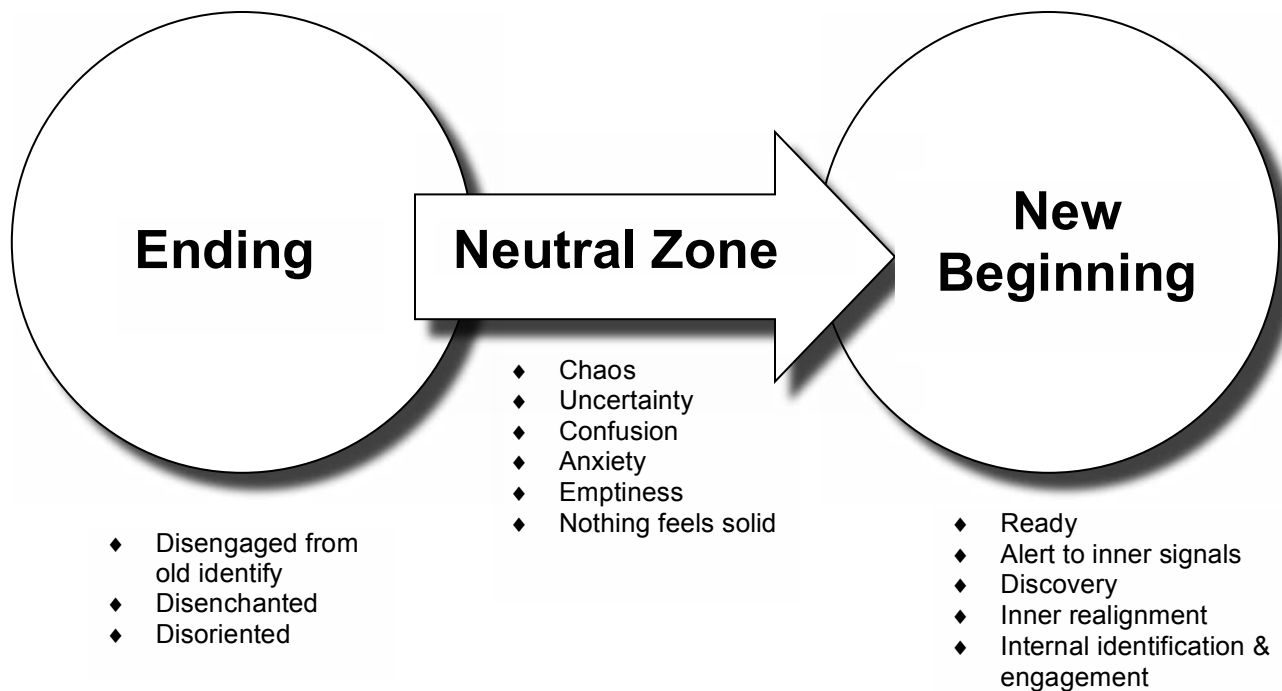 Ending
Neutral Zone
New
Beginning
♦ Disengaged from
old identify
♦ Disenchanted
♦ Disoriented
♦ Chaos
♦ Uncertainty
♦ Confusion
♦ Anxiety
♦ Emptiness
♦ Nothing feels solid
♦ Ready
♦ Alert to inner signals
♦ Discovery
♦ Inner realignment
♦ Internal identification &
engagement